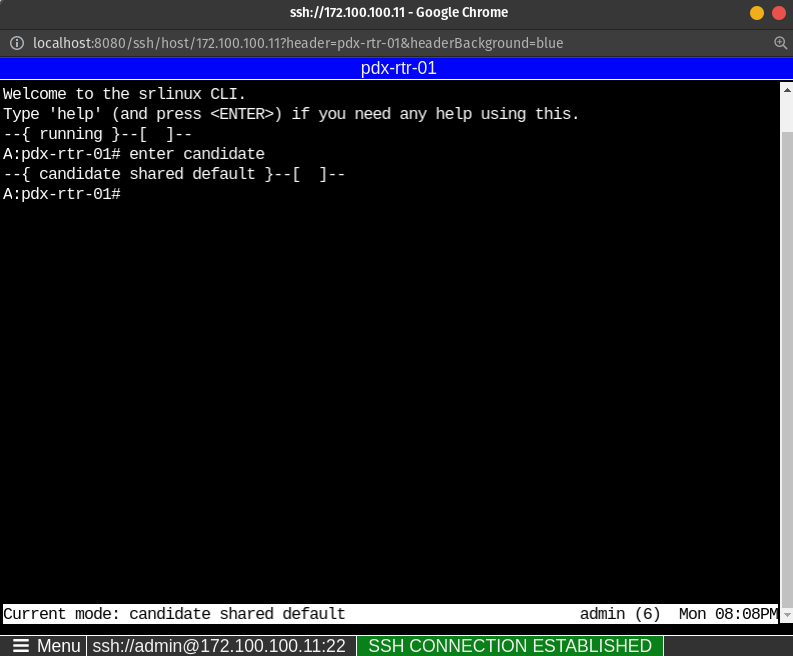 ssh://172.100.100.11 - Google Chrome
localhost:8080/ssh/host/172.100.100.11?header=pdx-rtr-01&headerBackground=blue
pdx-rtr-01
Welcome to the srlinux CLI.
Type 'help' (and press <ENTER>) if you need any help using this.
--{ running }--[  ]--
A:pdx-rtr-01# enter candidate
--{ candidate shared default }--[  ]--
A:pdx-rtr-01#
Current mode: candidate shared default admin (6) Mon 08:08PM
Menu ssh://admin@172.100.100.11:22 SSH CONNECTION ESTABLISHED